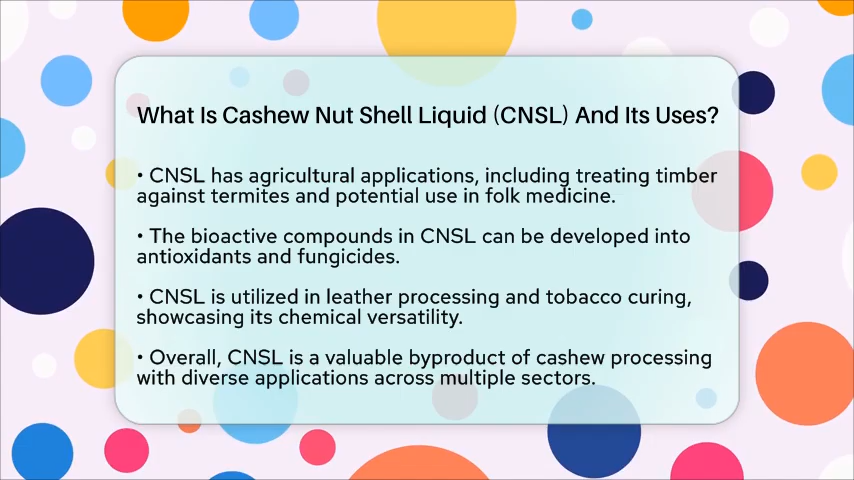 What Is Cashew Nut Shell Liquid (CNSL) And Its Uses?
• CNSL has agricultural applications, including treating timber
against termites and potential use in folk medicine.
• The bioactive compounds in CNSL can be developed into
antioxidants and fungicides.
• CNSL is utilized in leather processing and tobacco curing,
showcasing its chemical versatility.
• Overall, CNSL is a valuable byproduct of cashew processing
with diverse applications across multiple sectors.